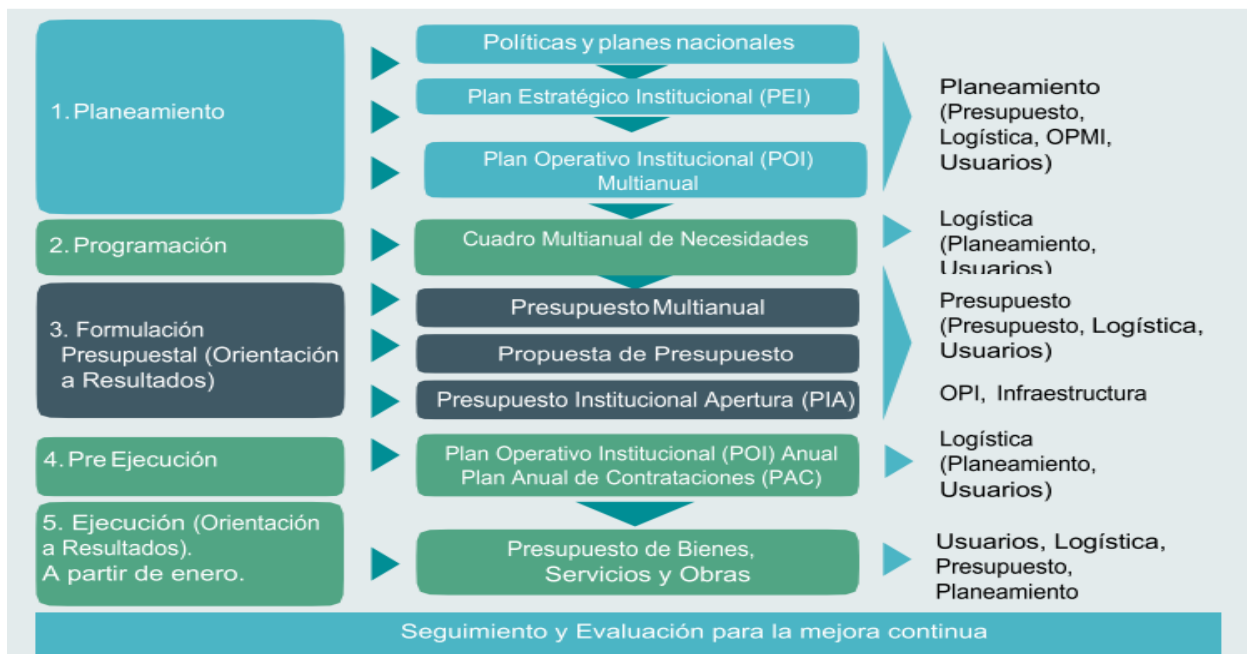 1. Planeamiento
Políticas y planes nacionales
Plan Estratégico Institucional (PEI)
Plan Operativo Institucional (POI)
Multianual
Planeamiento
(Presupuesto,
Logística, OPMI,
Usuarios)
2. Programación
Cuadro Multianual de Necesidades
Logística
(Planeamiento,
Usuarios)
3. Formulación
Presupuestal (Orientación
a Resultados)
Presupuesto Multianual
Propuesta de Presupuesto
Presupuesto Institucional Apertura (PIA)
Presupuesto
(Presupuesto, Logística,
Usuarios)
OPI, Infraestructura
4. Pre Ejecución
Plan Operativo Institucional (POI) Anual
Plan Anual de Contrataciones (PAC)
Logística
(Planeamiento,
Usuarios)
5. Ejecución (Orientación
a Resultados).
A partir de enero.
Presupuesto de Bienes,
Servicios y Obras
Usuarios, Logística,
Presupuesto,
Planeamiento
Seguimiento y Evaluación para la mejora continua